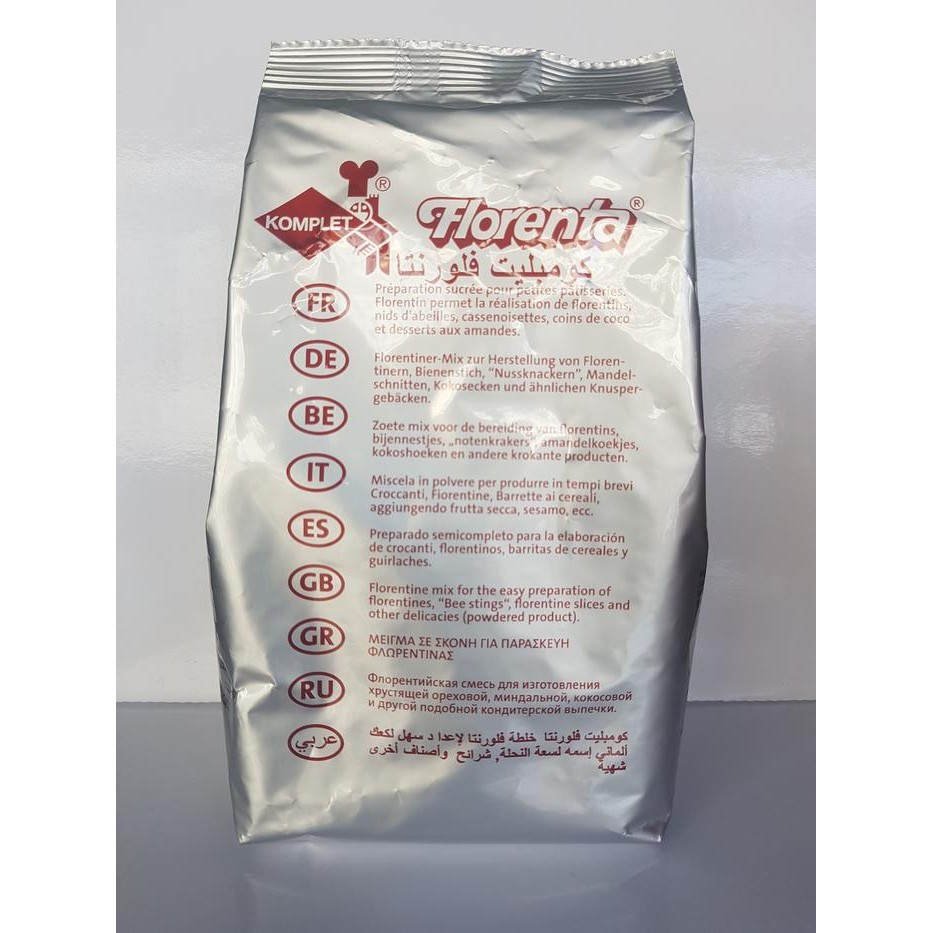 KOMPLET ®
Florenta ®
كومبليت فلورنتا
FR
Préparation sucrée pour petites pâtisseries.
Florentin permet la réalisation de florentins,
nids d'abeilles, cassenoisettes, coins de coco
et desserts aux amandes.
DE
Florentiner-Mix zur Herstellung von Floren-
tinern, Bienenstich, "Nussknackern", Mandel-
schnitten, Kokosecken und ähnlichen Knusper-
gebäcken.
BE
Zoete mix voor de bereiding van florentins,
bijennestjes, „notenkrakers", amandelkoekjes,
kokoshoeken en andere krokante producten.
IT
Miscela in polvere per produrre in tempi brevi
Croccanti, Fiorentine, Barrette ai cereali,
aggiungendo frutta secca, sesamo, ecc.
ES
Preparado semicompleto para la elaboración
de crocanti, florentinos, barritas de cereales y
guirlaches.
GB
Florentine mix for the easy preparation of
florentines, "Bee stings", florentine slices and
other delicacies (powdered product).
GR
ΜΕΙΓΜΑ ΣΕ ΣΚΟΝΗ ΓΙΑ ΠΑΡΑΣΚΕΥΗ
ΦΛΩΡΕΝΤΙΝΑΣ
RU
Флорентийская смесь для изготовления
хрустящей ореховой, миндальной, кокосовой
и другой подобной кондитерской выпечки.
عربي
كومبليت فلورنتا خلطة فلورنتا لإعدا د سهل لكعك
ألماني إسمه لسعة النحلة, شرائح وأصناف أخرى
شهية